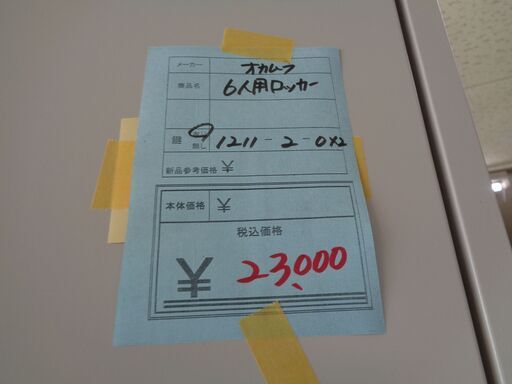 メーカー オカムラ
商品名 6人用ロッカー
鍵 有り 無し 1211-2-0X2
新品参考価格 ¥
本体価格 ¥
税込価格
¥ 23,000